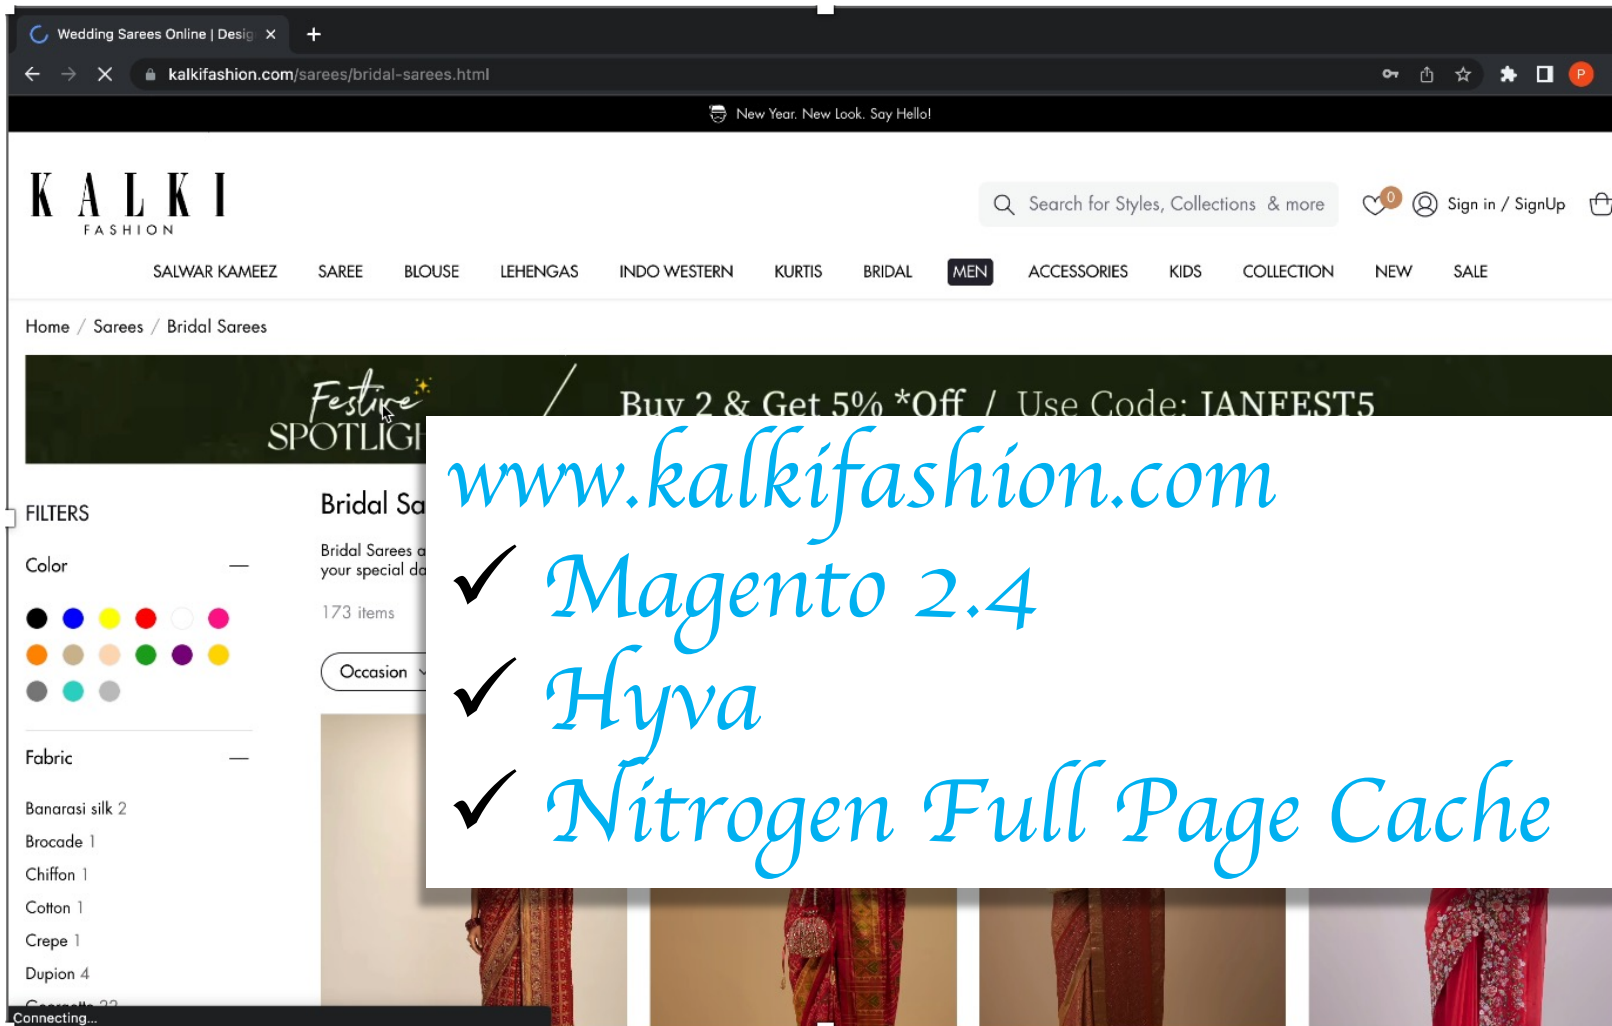 Wedding Sarees Online | Desig
kalkifashion.com/sarees/bridal-sarees.html
P
New Year. New Look. Say Hello!
KALKI
FASHION
Search for Styles, Collections & more
0
Sign in / SignUp
SALWAR KAMEEZ SAREE BLOUSE LEHENGAS INDO WESTERN KURTIS BRIDAL MEN ACCESSORIES KIDS COLLECTION NEW SALE
Home / Sarees / Bridal Sarees
Festive
SPOTLIGH
Buy 2 & Get 5% *Off / Use Code: JANFEST5
www.kalkifashion.com
✓ Magento 2.4
✓ Hyva
✓ Nitrogen Full Page Cache
FILTERS
Color
Fabric
Banarasi silk 2
Brocade 1
Chiffon 1
Cotton 1
Crepe 1
Dupion 4
Georgette 22
Bridal Sa
Bridal Sarees a
your special da
173 items
Occasion
Connecting...